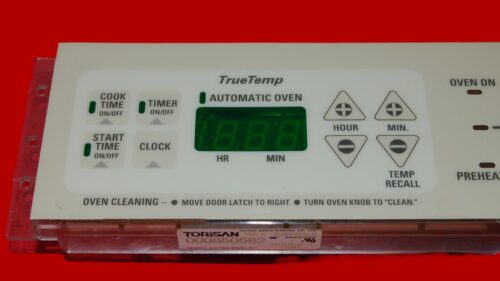 TrueTemp
COOK TIME ON/OFF
TIMER ON/OFF
AUTOMATIC OVEN
START TIME ON/OFF
CLOCK
HR MIN
HOUR
MIN.
TEMP RECALL
OVEN ON
PREHEAT
OVEN CLEANING – ● MOVE DOOR LATCH TO RIGHT. ● TURN OVEN KNOB TO "CLEAN."
TORiSAN
000850582